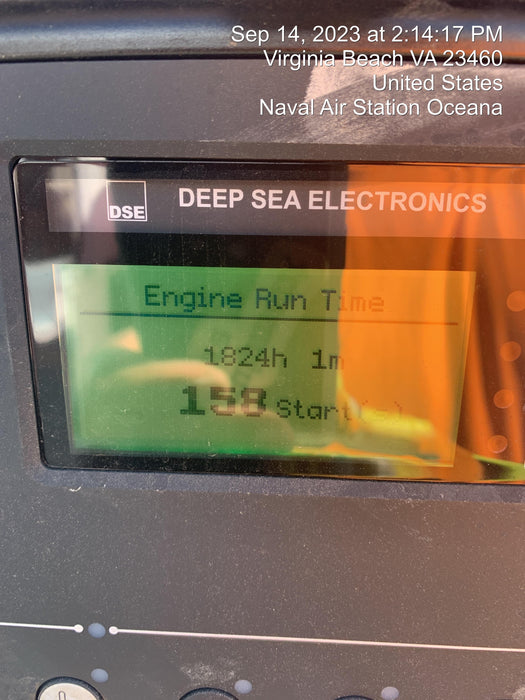 Sep 14, 2023 at 2:14:17 PM
Virginia Beach VA 23460
United States
Naval Air Station Oceana
DSE DEEP SEA ELECTRONICS
Engine Run Time
1824h 1m
158 Start(s)